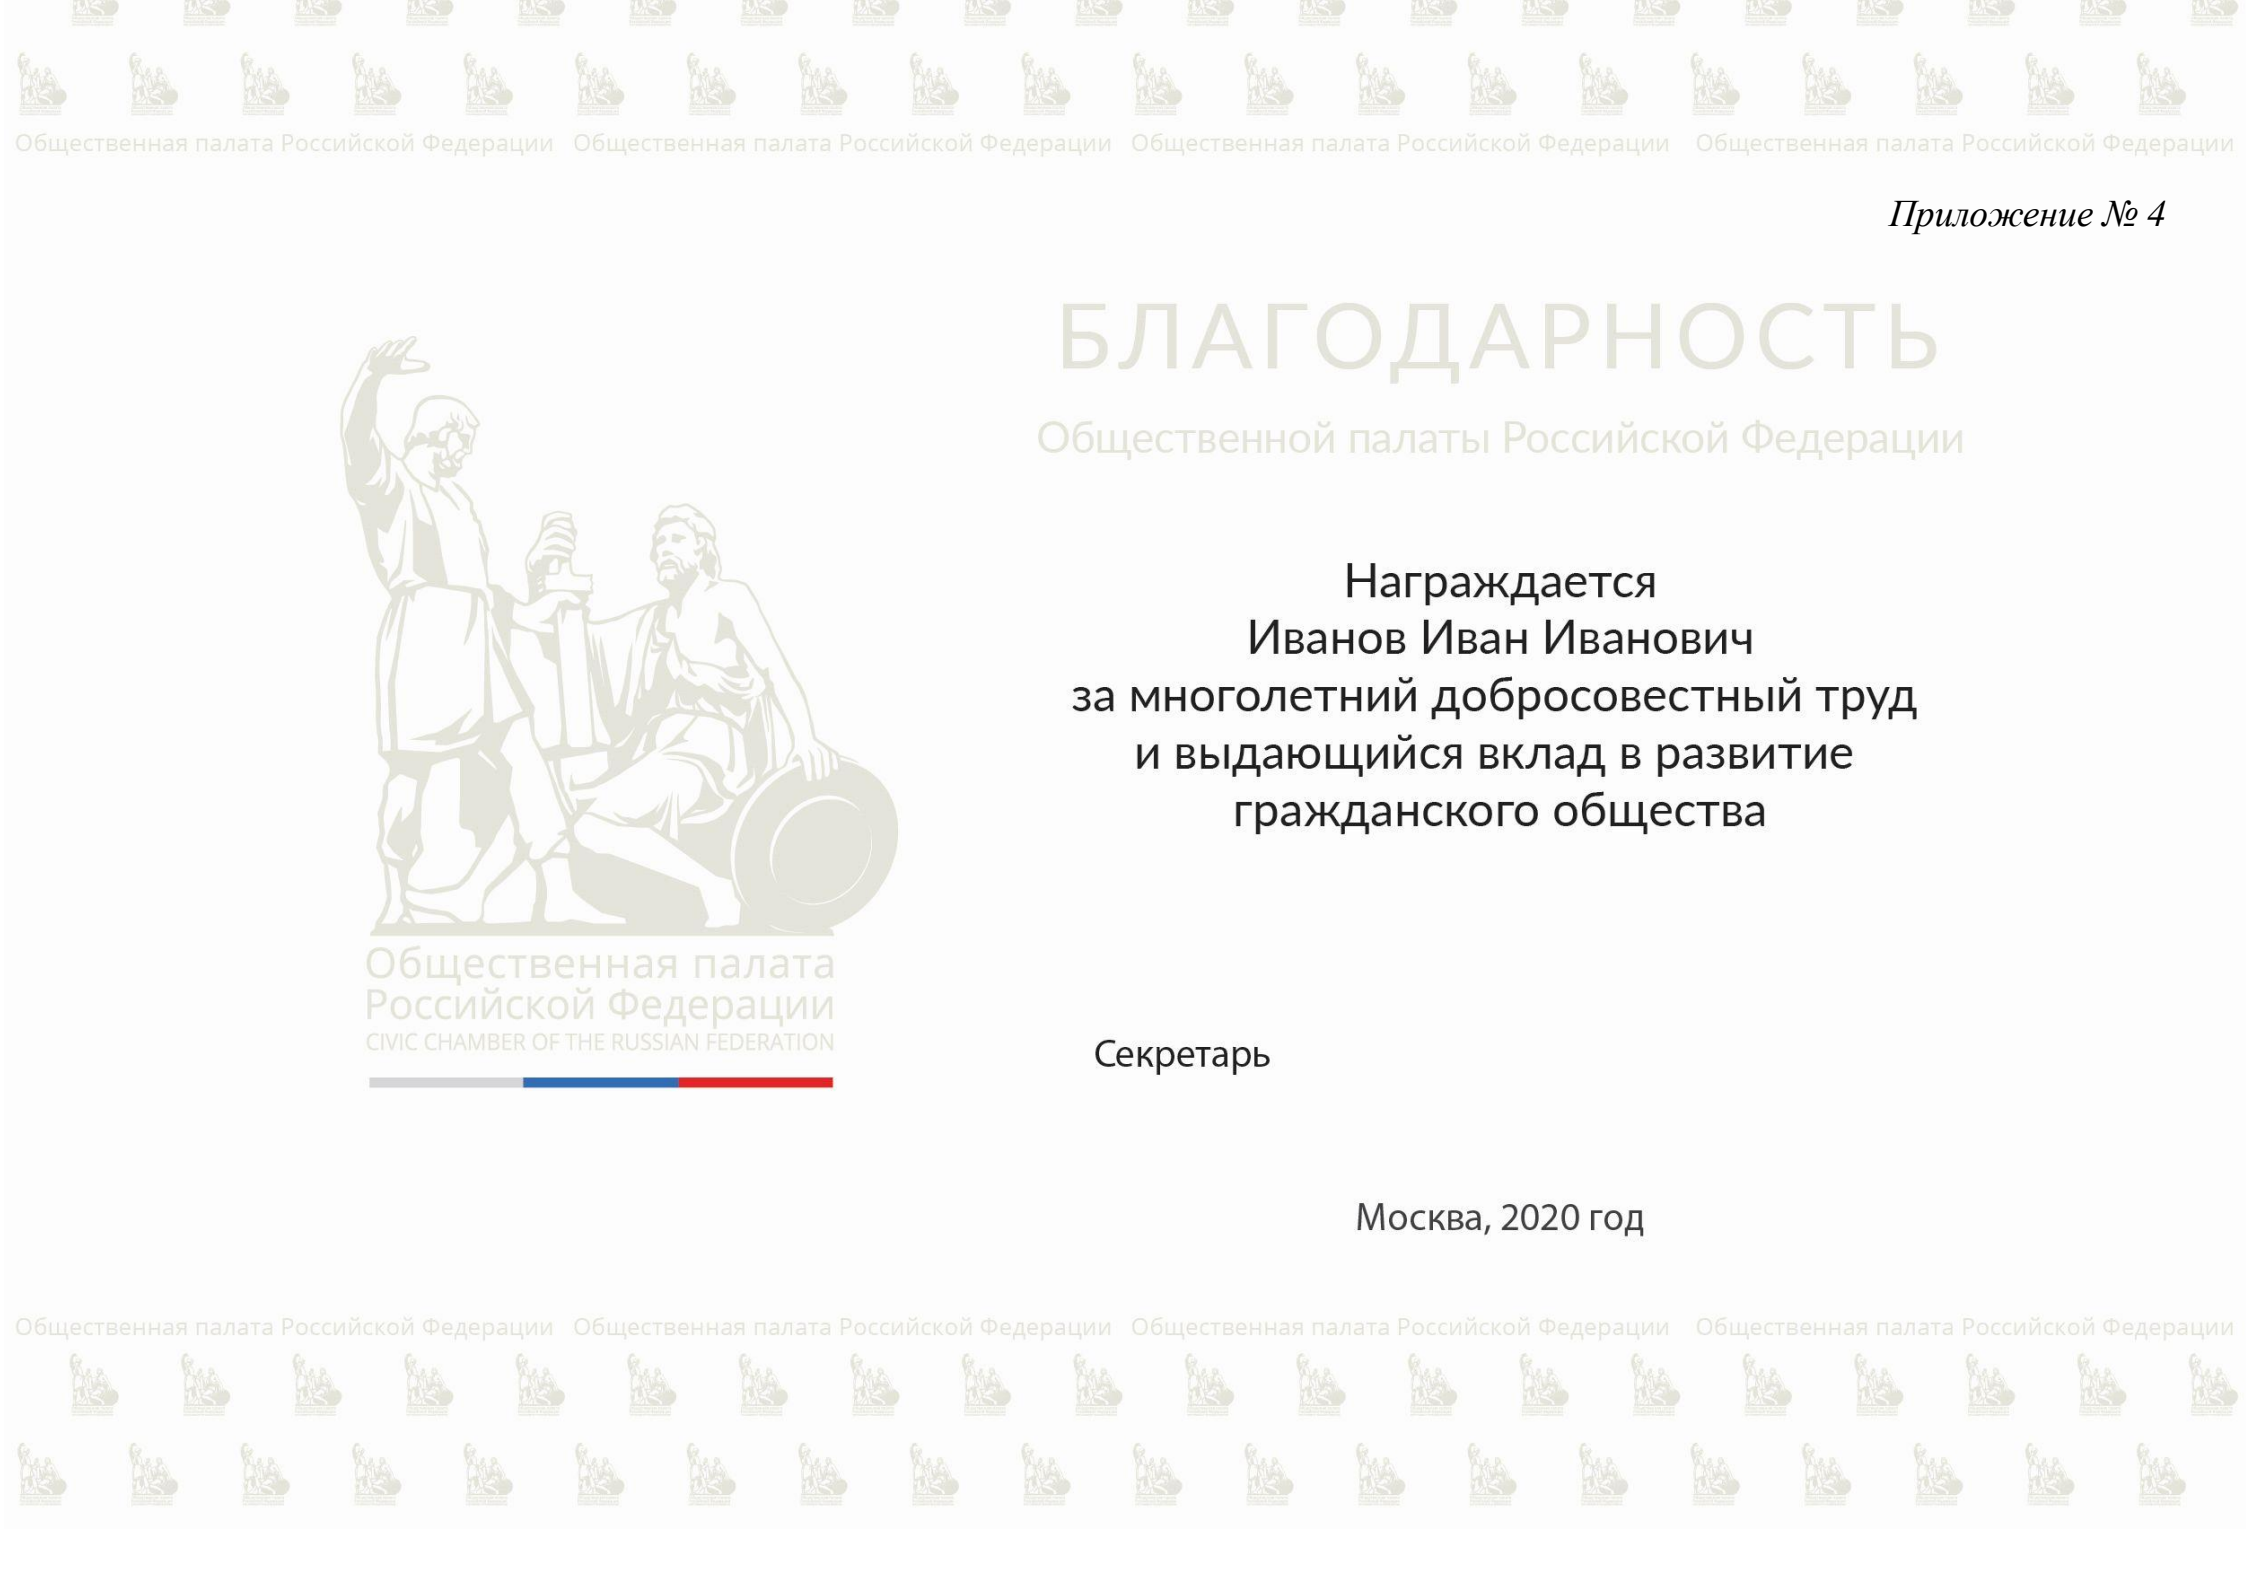 Общественная палата Российской Федерации Общественная палата Российской Федерации Общественная палата Российской Федерации Общественная палата Российской Федерации
Приложение № 4
БЛАГОДАРНОСТЬ
Общественной палаты Российской Федерации
Награждается
Иванов Иван Иванович
за многолетний добросовестный труд
и выдающийся вклад в развитие
гражданского общества
Общественная палата
Российской Федерации
CIVIC CHAMBER OF THE RUSSIAN FEDERATION
Секретарь
Москва, 2020 год
Общественная палата Российской Федерации Общественная палата Российской Федерации Общественная палата Российской Федерации Общественная палата Российской Федерации